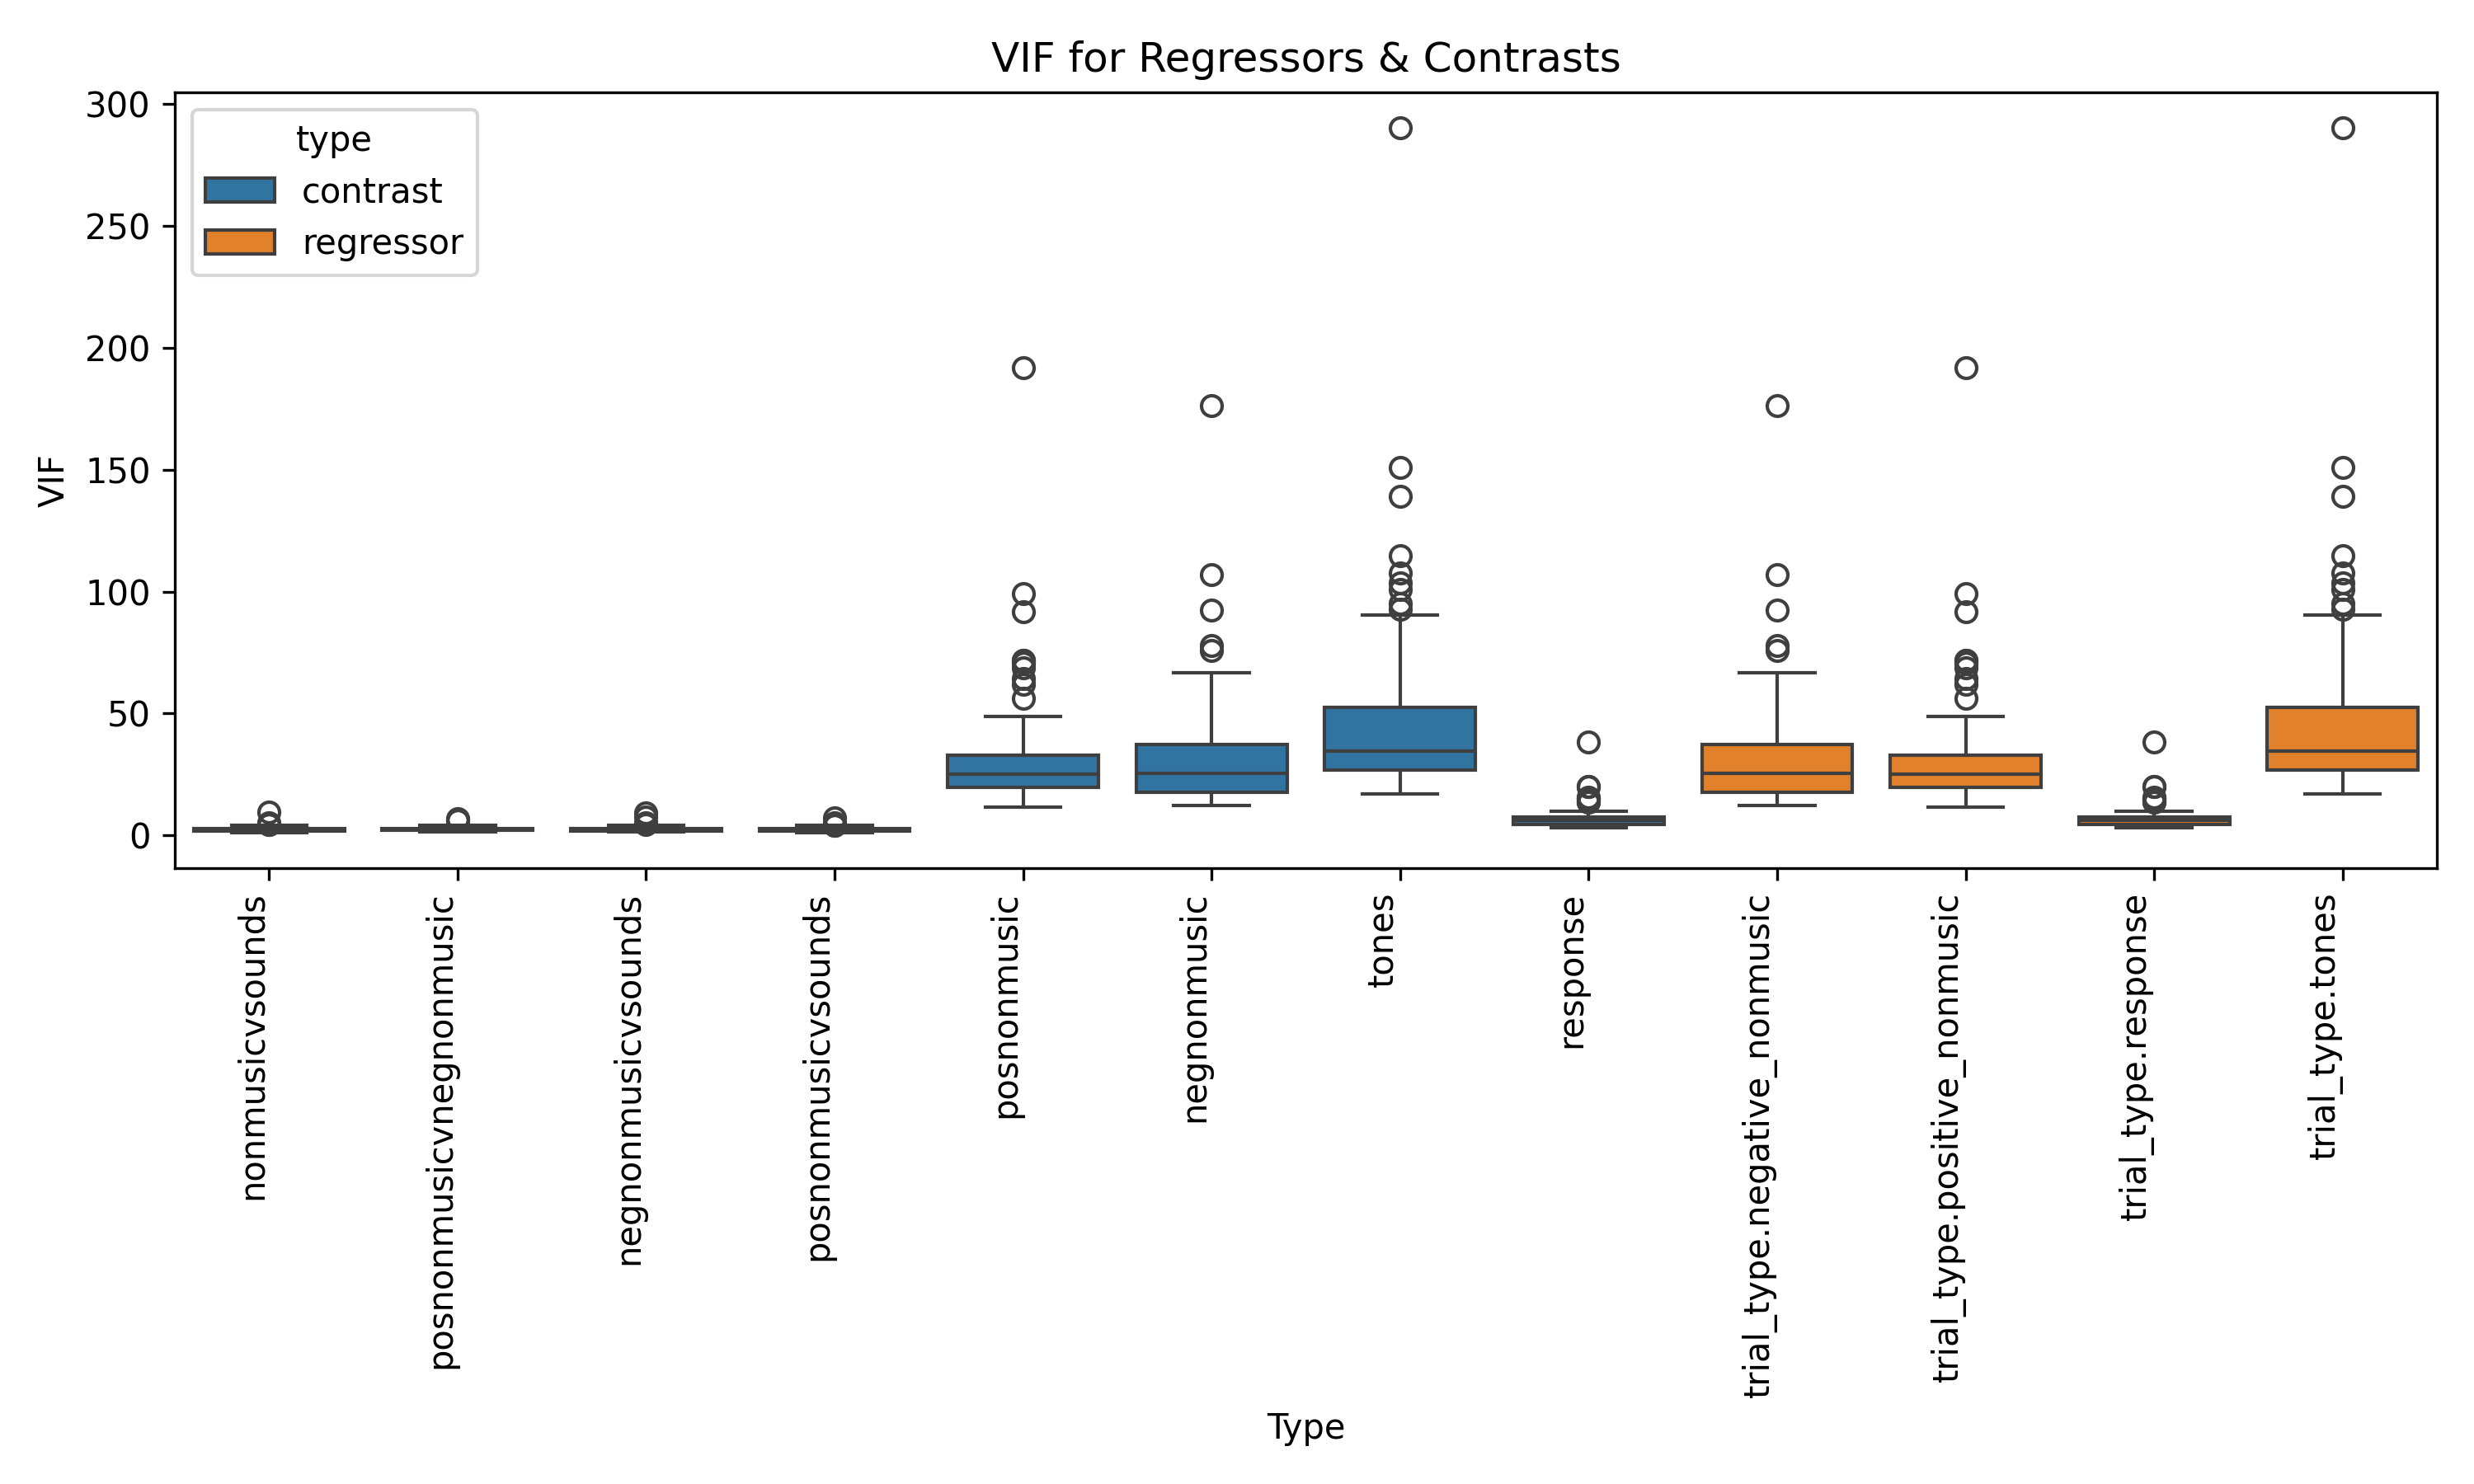 VIF for Regressors & Contrasts
type
contrast
regressor
VIF
300
250
200
150
100
50
0
nonmusicvsounds
posnonmusicvnegnonmusic
negnonmusicvsounds
posnonmusicvsounds
posnonmusic
negnonmusic
tones
response
trial_type.negative_nonmusic
trial_type.positive_nonmusic
trial_type.response
trial_type.tones
Type